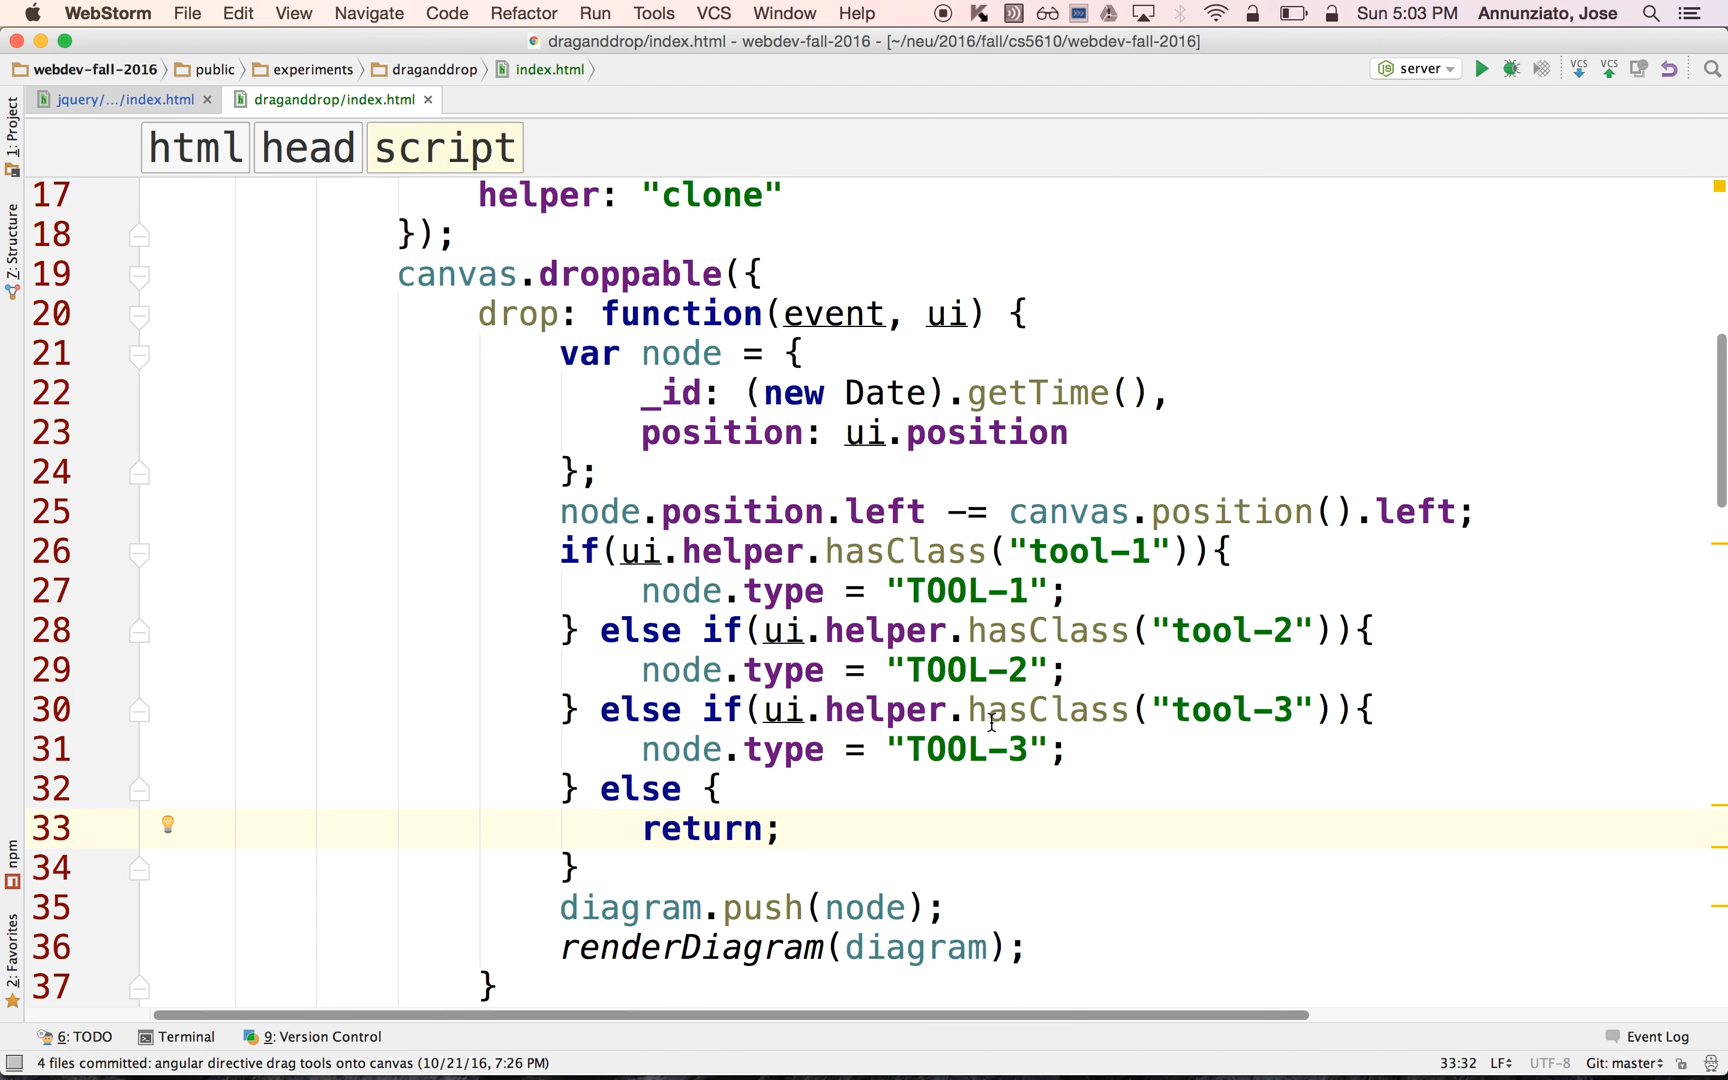 WebStorm File Edit View Navigate Code Refactor Run Tools VCS Window Help Sun 5:03 PM Annunziato, Jose
draganddrop/index.html - webdev-fall-2016 - [~/neu/2016/fall/cs5610/webdev-fall-2016]
webdev-fall-2016 public experiments draganddrop index.html server VCS VCS
jquery/.../index.html draganddrop/index.html
1: Project
7: Structure
npm
2: Favorites
html head script
17 helper: "clone"
18 });
19 canvas.droppable({
20 drop: function(event, ui) {
21 var node = {
22 _id: (new Date).getTime(),
23 position: ui.position
24 };
25 node.position.left -= canvas.position().left;
26 if(ui.helper.hasClass("tool-1")){
27 node.type = "TOOL-1";
28 } else if(ui.helper.hasClass("tool-2")){
29 node.type = "TOOL-2";
30 } else if(ui.helper.hasClass("tool-3")){
31 node.type = "TOOL-3";
32 } else {
33 return;
34 }
35 diagram.push(node);
36 renderDiagram(diagram);
37 }
6: TODO Terminal 9: Version Control Event Log
4 files committed: angular directive drag tools onto canvas (10/21/16, 7:26 PM) 33:32 LF UTF-8 Git: master